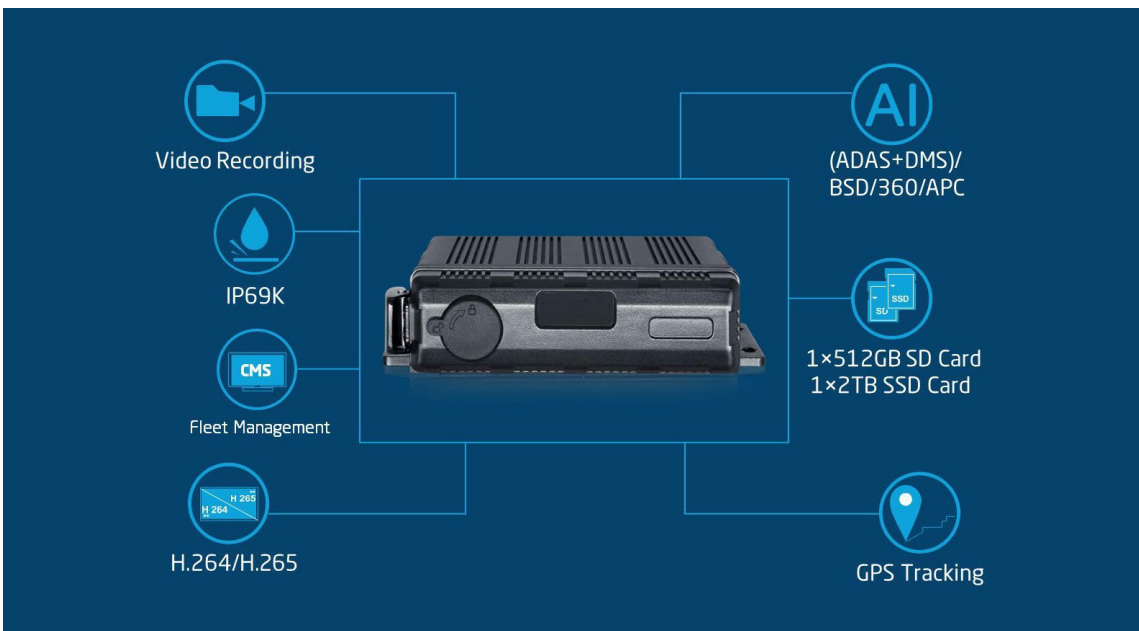 Video Recording
IP69K
CMS
Fleet Management
H 265
H 264
H.264/H.265
AI
(ADAS+DMS)/
BSD/360/APC
SSD
SD
1×512GB SD Card
1×2TB SSD Card
GPS Tracking